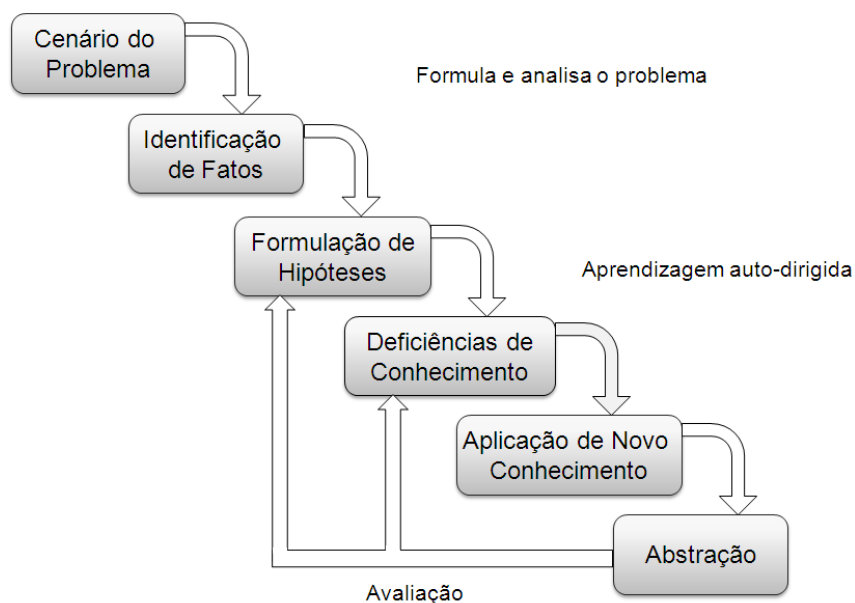 Cenário do
Problema
Formula e analisa o problema
Identificação
de Fatos
Formulação de
Hipóteses
Aprendizagem auto-dirigida
Deficiências de
Conhecimento
Aplicação de Novo
Conhecimento
Abstração
Avaliação